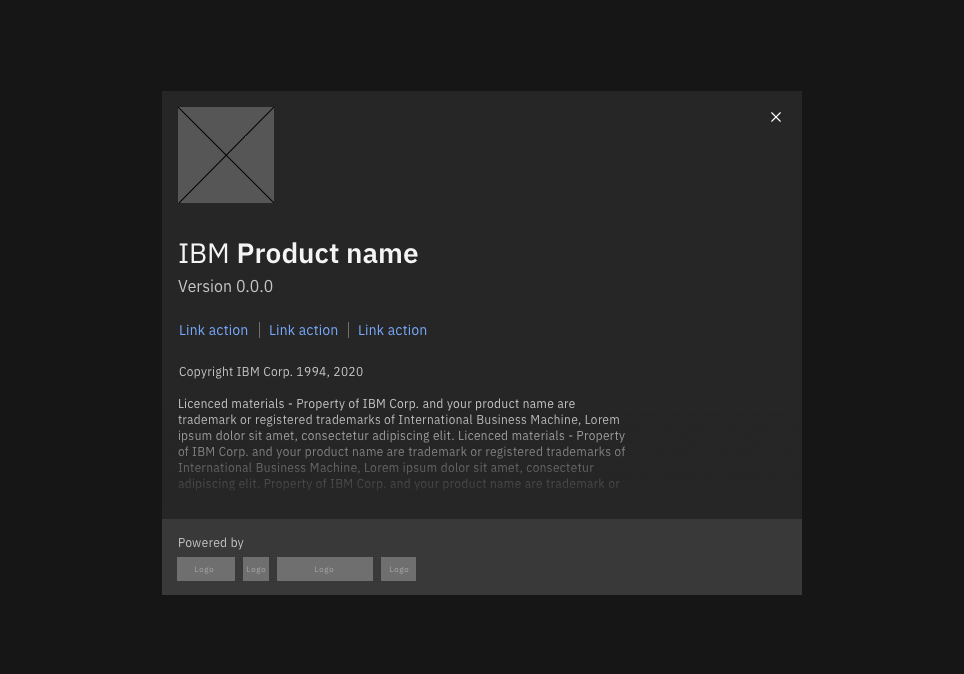 IBM Product name
Version 0.0.0
Link action | Link action | Link action
Copyright IBM Corp. 1994, 2020
Licenced materials - Property of IBM Corp. and your product name are
trademark or registered trademarks of International Business Machine, Lorem
ipsum dolor sit amet, consectetur adipiscing elit. Licenced materials - Property
of IBM Corp. and your product name are trademark or registered trademarks of
International Business Machine, Lorem ipsum dolor sit amet, consectetur
adipiscing elit. Property of IBM Corp. and your product name are trademark or
Powered by
Logo Logo Logo Logo